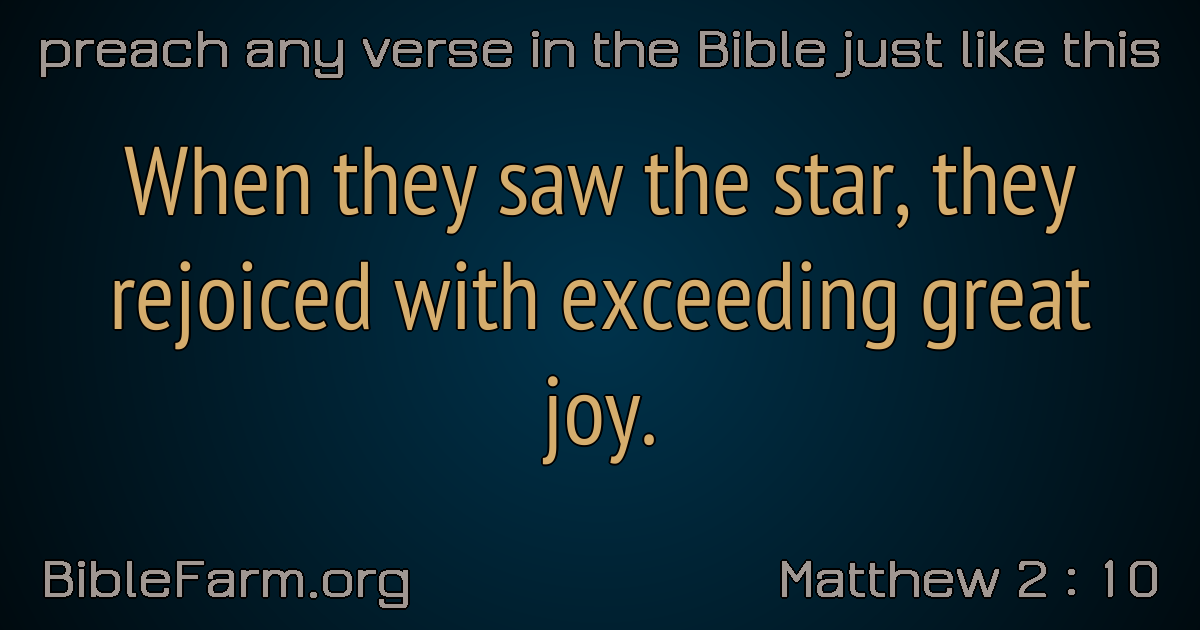 preach any verse in the Bible just like this
When they saw the star, they
rejoiced with exceeding great
joy.
BibleFarm.org
Matthew 2 : 10